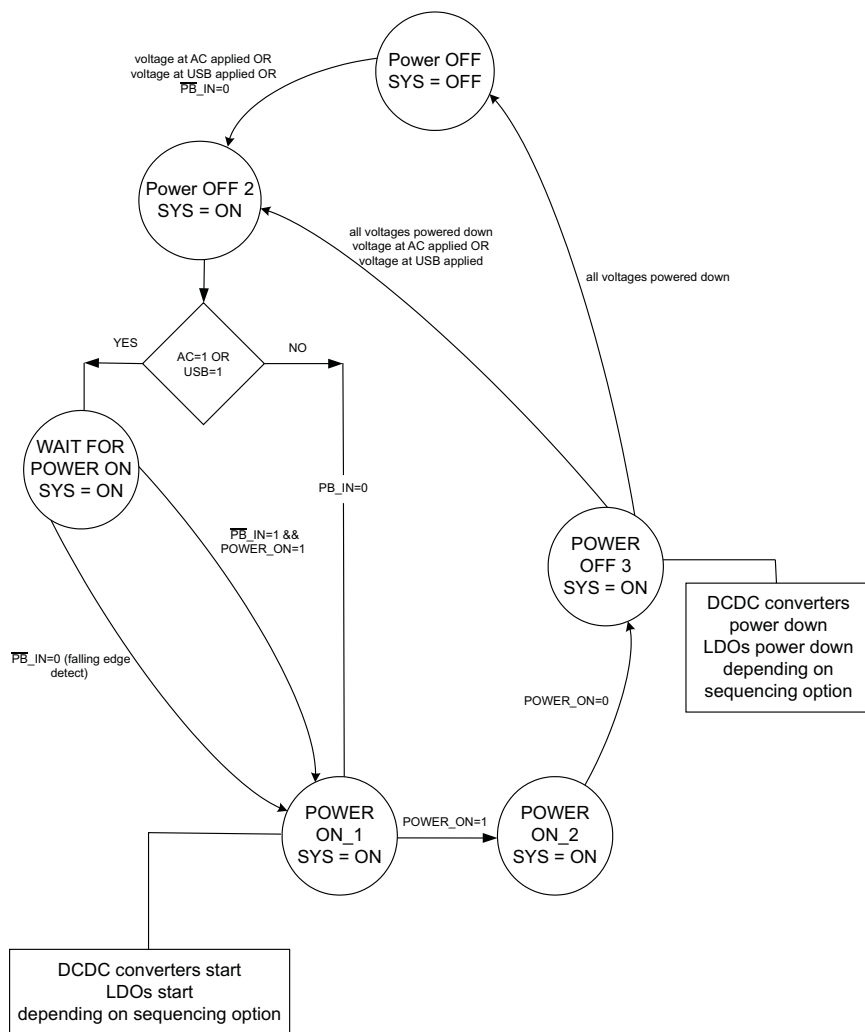 voltage at AC applied OR
voltage at USB applied OR
P̅B̅_IN=0
Power OFF
SYS = OFF
Power OFF 2
SYS = ON
all voltages powered down
voltage at AC applied OR
voltage at USB applied
all voltages powered down
YES
AC=1 OR
USB=1
NO
WAIT FOR
POWER ON
SYS = ON
PB_IN=0
P̅B̅_IN=1 &&
POWER_ON=1
POWER
OFF 3
SYS = ON
DCDC converters
power down
LDOs power down
depending on
sequencing option
P̅B̅_IN=0 (falling edge
detect)
POWER_ON=0
POWER
ON_1
SYS = ON
POWER_ON=1
POWER
ON_2
SYS = ON
DCDC converters start
LDOs start
depending on sequencing option